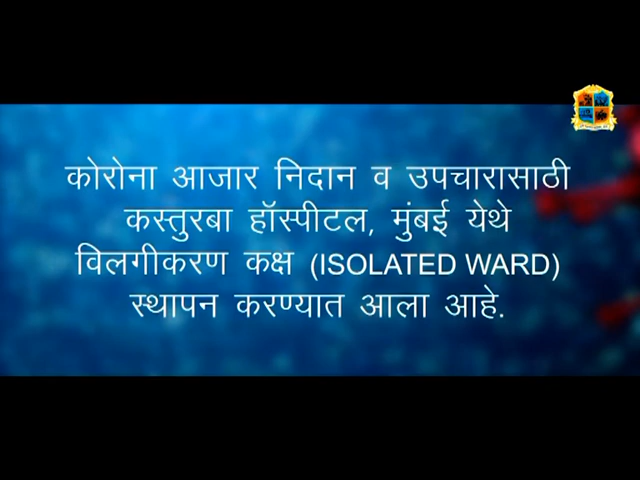 कोरोना आजार निदान व उपचारासाठी
कस्तुरबा हॉस्पीटल, मुंबई येथे
विलगीकरण कक्ष (ISOLATED WARD)
स्थापन करण्यात आला आहे.